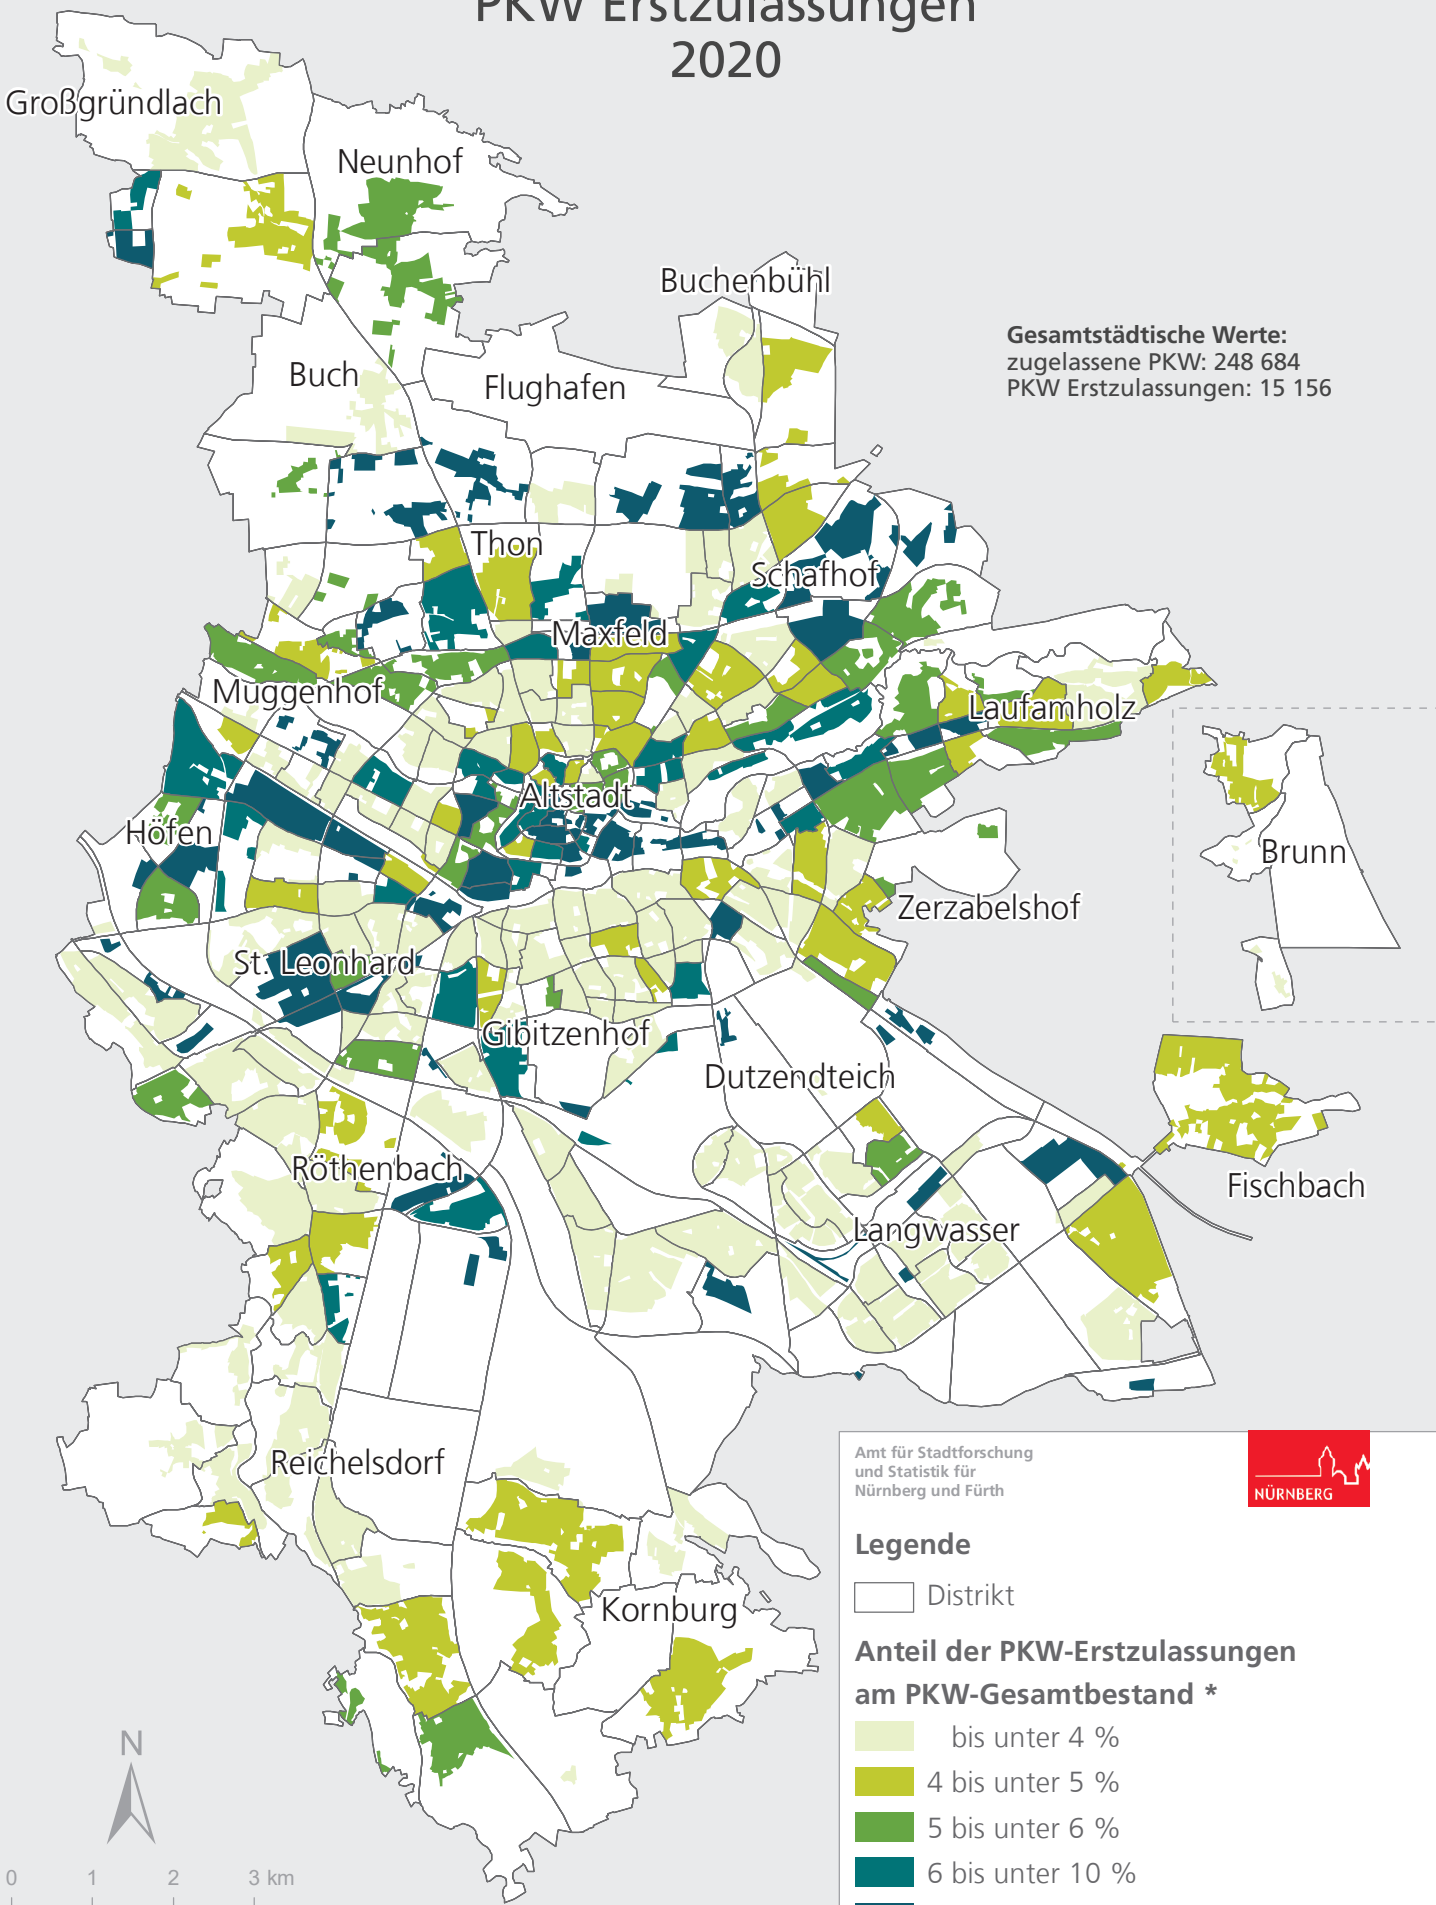 PKW Erstzulassungen
2020
Großgründlach
Neunhof
Buchenbühl
Gesamtstädtische Werte:
zugelassene PKW: 248 684
PKW Erstzulassungen: 15 156
Buch
Flughafen
Thon
Schafhof
Maxfeld
Muggenhof
Laufamholz
Altstadt
Höfen
Brunn
Zerzabelshof
St. Leonhard
Gibitzenhof
Dutzendteich
Röthenbach
Fischbach
Langwasser
Reichelsdorf
Kornburg
Amt für Stadtforschung
und Statistik für
Nürnberg und Fürth
NÜRNBERG
Legende
Distrikt
Anteil der PKW-Erstzulassungen
am PKW-Gesamtbestand *
bis unter 4 %
4 bis unter 5 %
5 bis unter 6 %
6 bis unter 10 %
N
0 1 2 3 km